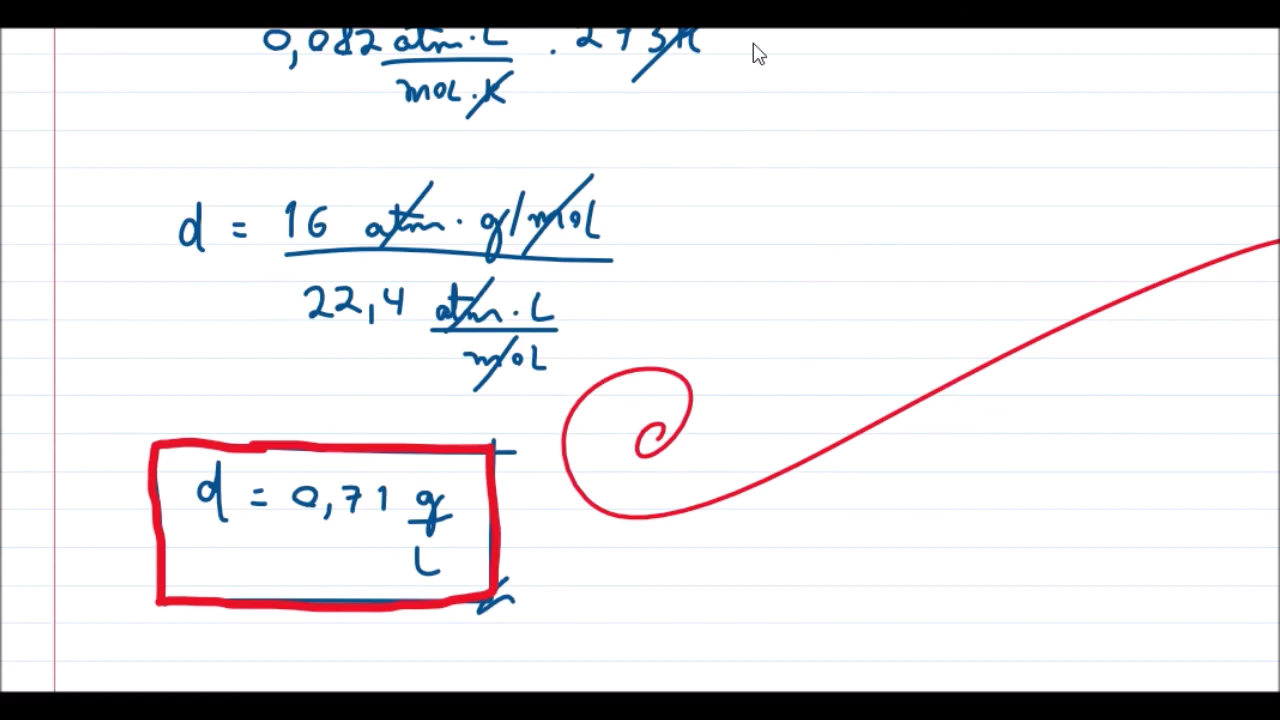 0,082 atm·L . 273K
mol·K
d = 16 atm·g/mol
22,4 atm·L
mol
d = 0,71 g
L